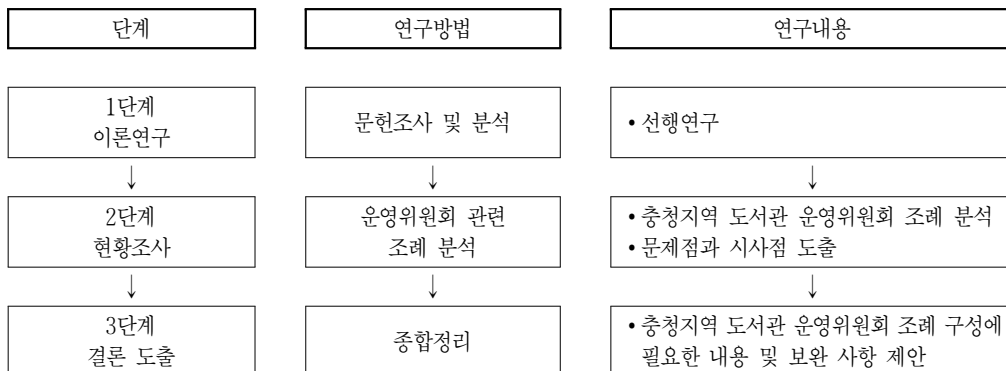 단계
연구방법
연구내용
1단계
이론연구
문헌조사 및 분석
• 선행연구
↓
↓
↓
2단계
현황조사
운영위원회 관련
조례 분석
• 충청지역 도서관 운영위원회 조례 분석
• 문제점과 시사점 도출
↓
↓
↓
3단계
결론 도출
종합정리
• 충청지역 도서관 운영위원회 조례 구성에
필요한 내용 및 보완 사항 제안